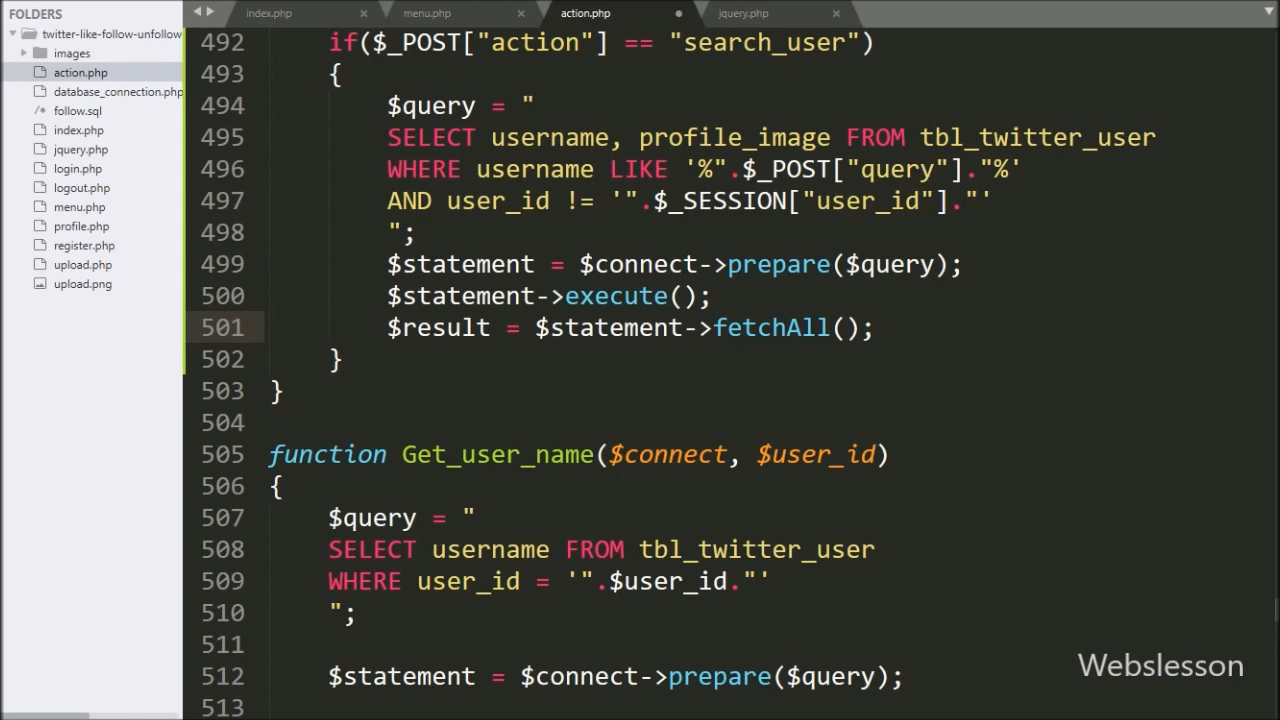 FOLDERS
twitter-like-follow-unfollow
images
action.php
database_connection.php
follow.sql
index.php
jquery.php
login.php
logout.php
menu.php
profile.php
register.php
upload.php
upload.png
index.php
menu.php
action.php
jquery.php
492 if($_POST["action"] == "search_user")
493 {
494 $query = "
495 SELECT username, profile_image FROM tbl_twitter_user
496 WHERE username LIKE '%".$_POST["query"]."%'
497 AND user_id != '".$_SESSION["user_id"]."'
498 ";
499 $statement = $connect->prepare($query);
500 $statement->execute();
501 $result = $statement->fetchAll();
502 }
503 }
504
505 function Get_user_name($connect, $user_id)
506 {
507 $query = "
508 SELECT username FROM tbl_twitter_user
509 WHERE user_id = '".$user_id."'
510 ";
511
512 $statement = $connect->prepare($query);
513
Webslesson